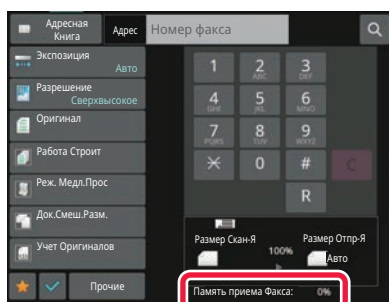 Адресная
Книга
Адрес
Номер факса
Экспозиция
Авто
Разрешение
Сверхвысокое
Оригинал
Работа Строит
Реж. Медл.Прос
Док.Смеш.Разм.
Учет Оригиналов
Прочие
1
2
ABC
3
DEF
4
GHI
5
JKL
6
MNO
7
PQRS
8
TUV
9
WXYZ
0
#
C
R
Размер Скан-Я
100%
Размер Отпр-Я
Авто
Память приема Факса: 0%